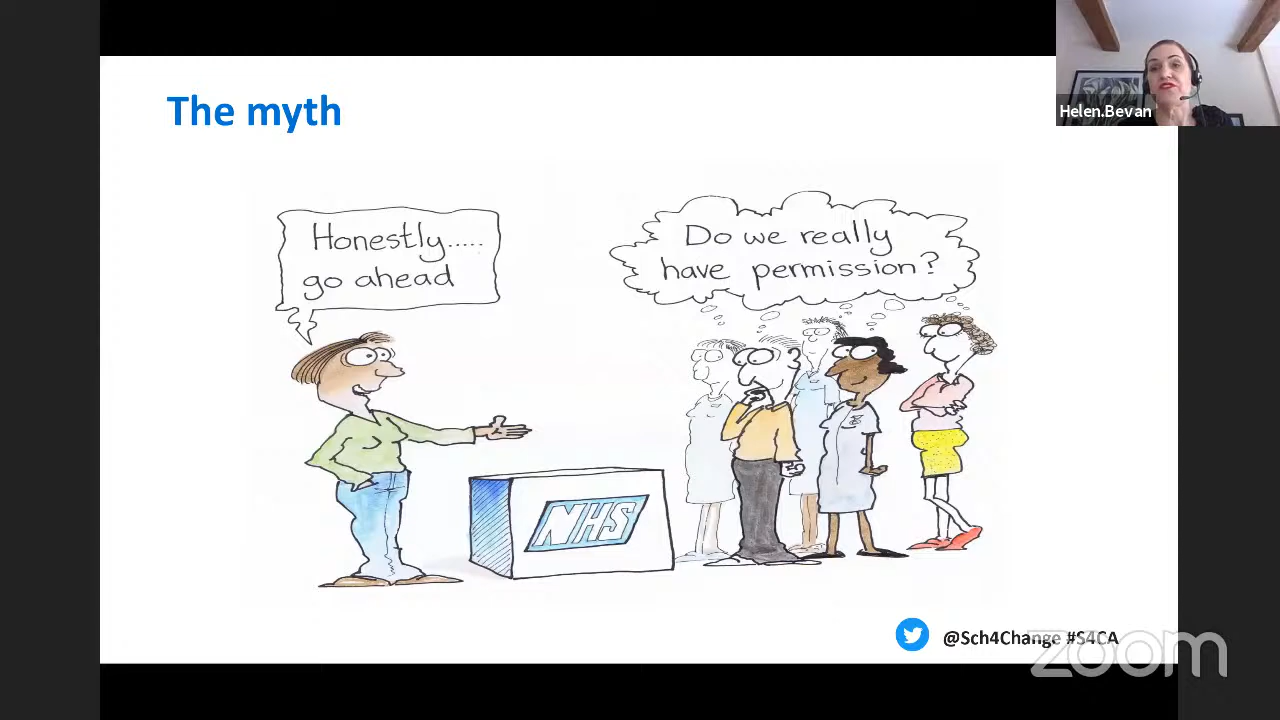 The myth
Helen.Bevan
Honestly.....
go ahead
Do we really
have permission?
NHS
@Sch4Change #S4CA
zoom